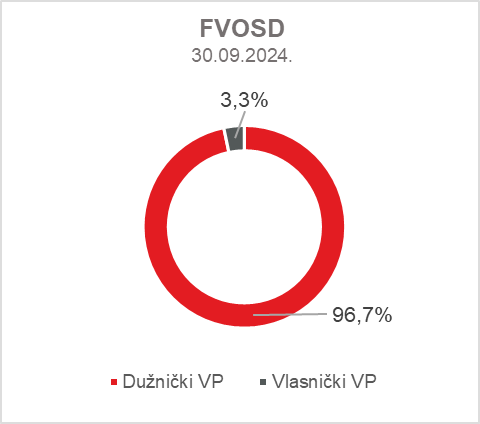 FVOSD
30.09.2024.
3,3%
96,7%
Dužnički VP
Vlasnički VP